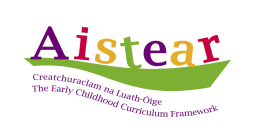 Aistear
Creatchuraclam na Luath-Óige
The Early Childhood Curriculum Framework